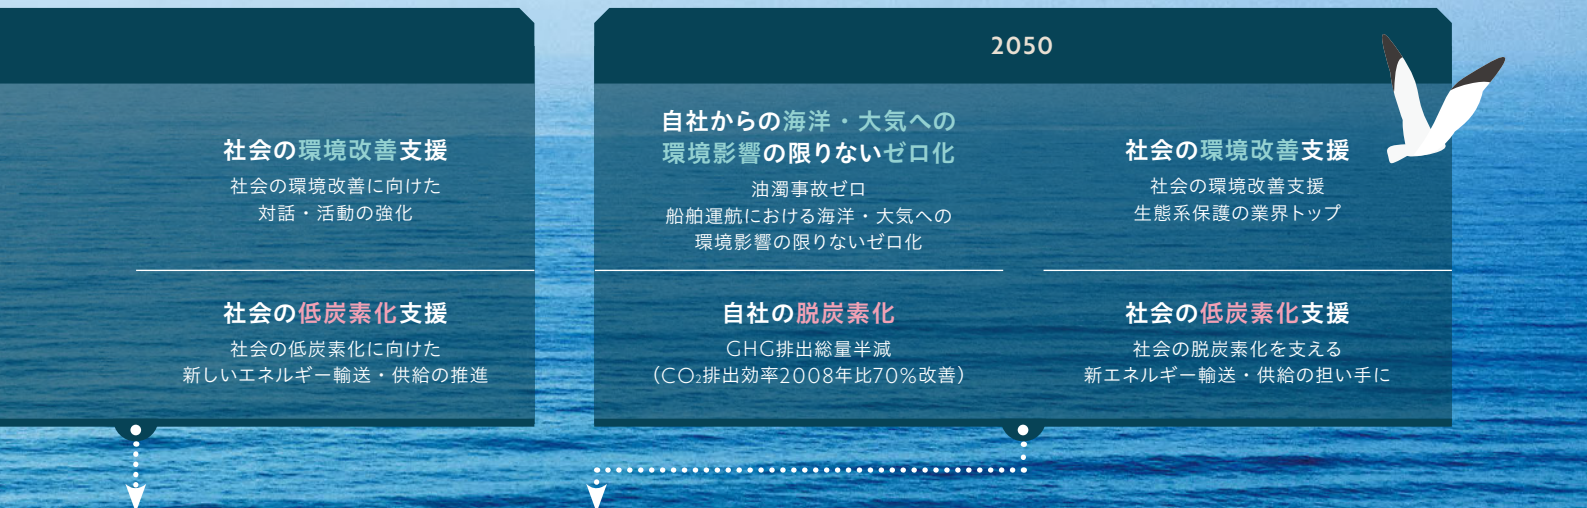 社会の環境改善支援
社会の環境改善に向けた
対話・活動の強化
社会の低炭素化支援
社会の低炭素化に向けた
新しいエネルギー輸送・供給の推進
2050
自社からの海洋・大気への
環境影響の限りないゼロ化
油濁事故ゼロ
船舶運航における海洋・大気への
環境影響の限りないゼロ化
社会の環境改善支援
社会の環境改善支援
生態系保護の業界トップ
自社の脱炭素化
GHG排出総量半減
（CO₂排出効率2008年比70%改善）
社会の低炭素化支援
社会の脱炭素化を支える
新エネルギー輸送・供給の担い手に